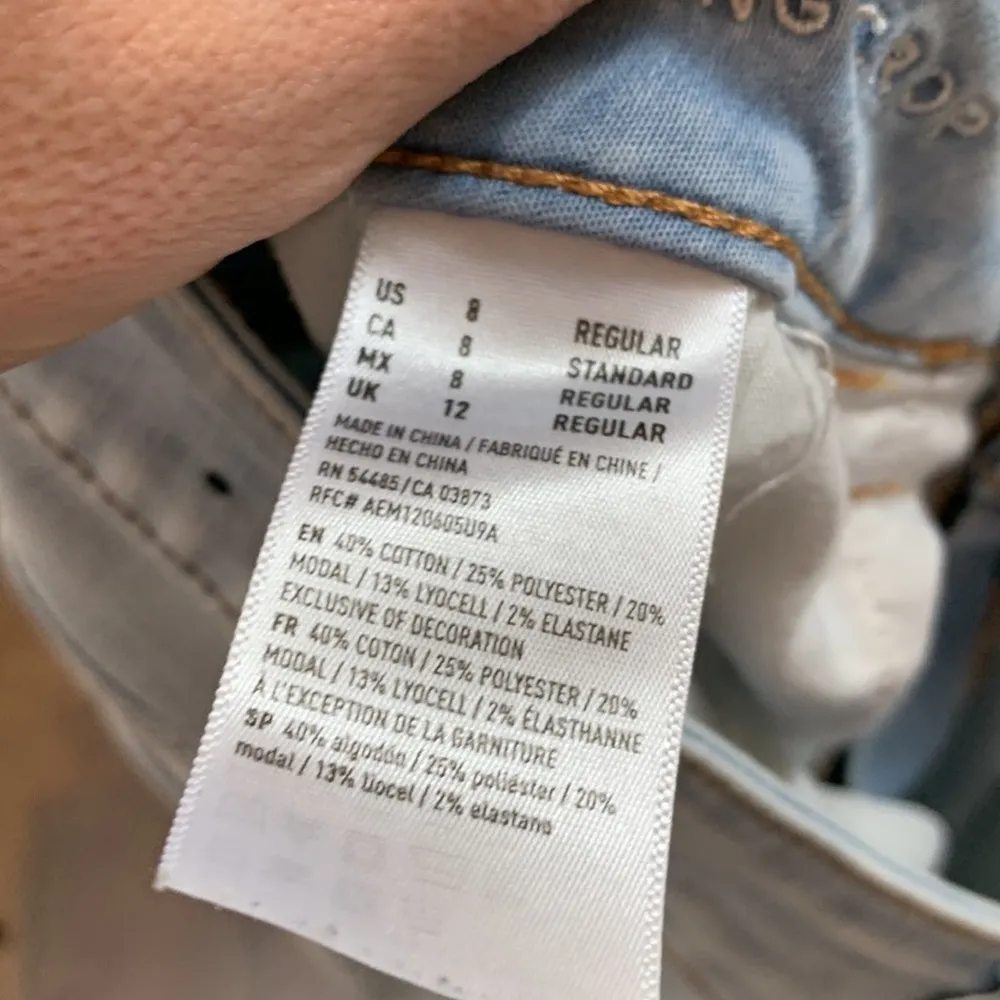 NG CROP
US 8 REGULAR
CA 8 STANDARD
MX 8 REGULAR
UK 12 REGULAR
MADE IN CHINA / FABRIQUÉ EN CHINE /
HECHO EN CHINA
RN 54485 / CA 03873
RFC# AEM120605U9A
EN 40% COTTON / 25% POLYESTER / 20%
MODAL / 13% LYOCELL / 2% ELASTANE
EXCLUSIVE OF DECORATION
FR 40% COTON / 25% POLYESTER / 20%
MODAL / 13% LYOCELL / 2% ÉLASTHANNE
À L'EXCEPTION DE LA GARNITURE
SP 40% algodón / 25% poliéster / 20%
modal / 13% liocel / 2% elastano